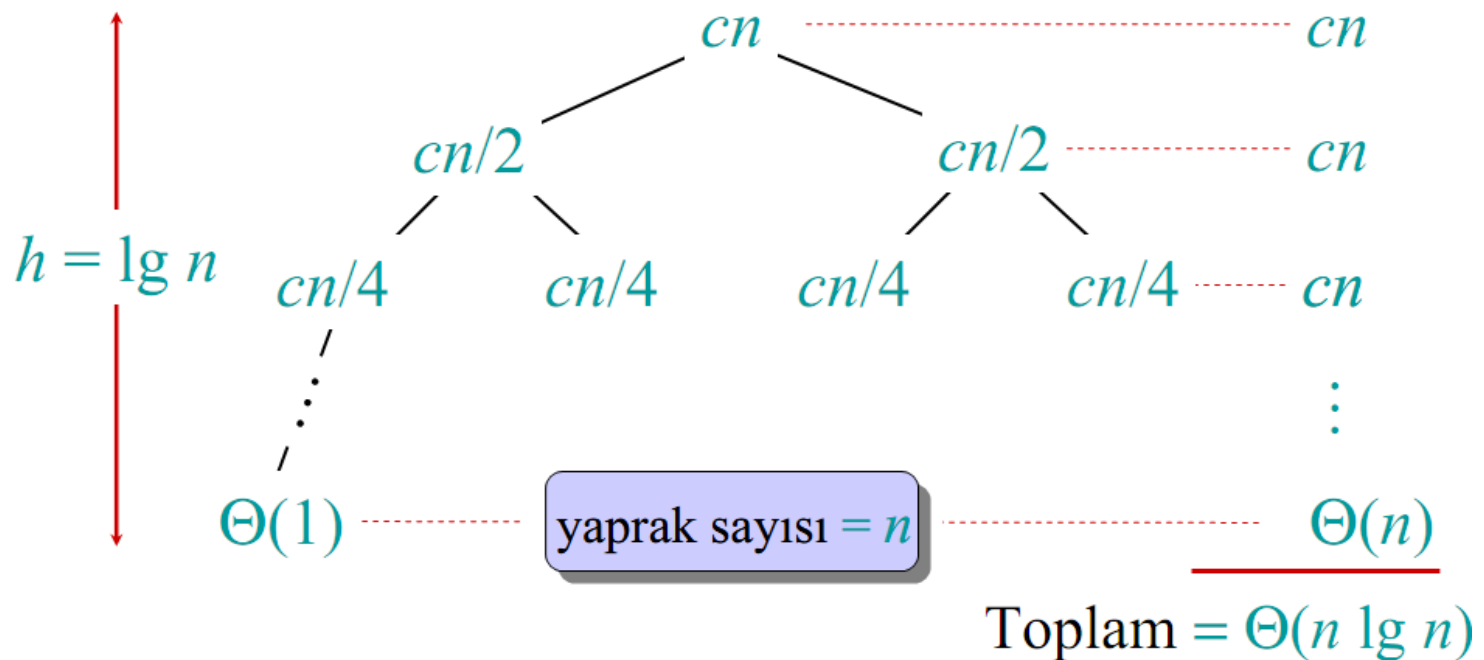 cn cn
cn/2 cn/2 cn
h = lg n
cn/4 cn/4 cn/4 cn/4 cn
Θ(1) yaprak sayısı = n Θ(n)
Toplam = Θ(n lg n)